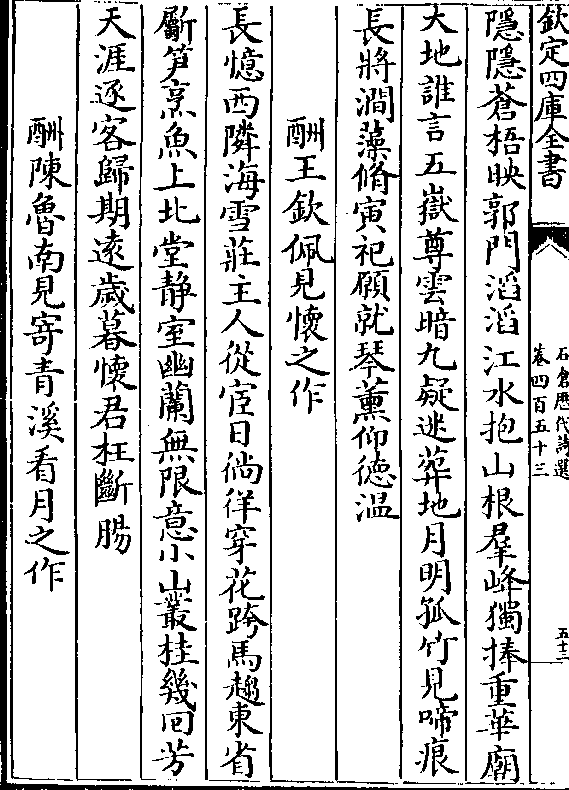 欽定四庫全書
石倉歷代詩選
卷四百五十三
五十三
隱隱蒼梧映郭門滔滔江水抱山根羣峰獨捧重華廟
大地誰言五嶽尊雲暗九疑迷葬地月明孤竹見啼痕
長將澗藻脩寅祀願就琴薰仰德溫
酬王欽佩見懷之作
長憶西隣海雪莊主人從宦日徜徉穿花跨馬趨東省
斸笋烹魚上北堂静室幽蘭無限意小山叢桂幾回芳
天涯逐客歸期遠歲暮懷君枉斷腸
酬陳魯南見寄青溪看月之作